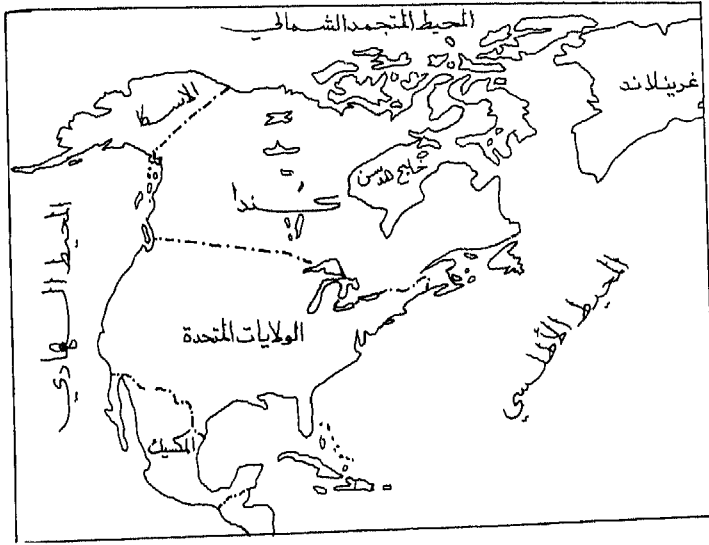 المحيط المتجمد الشمالي
غرينلاند
الاسكا
خليج هدسن
كندا
المحيط الهادي
المحيط الأطلسي
الولايات المتحدة
المكسيك